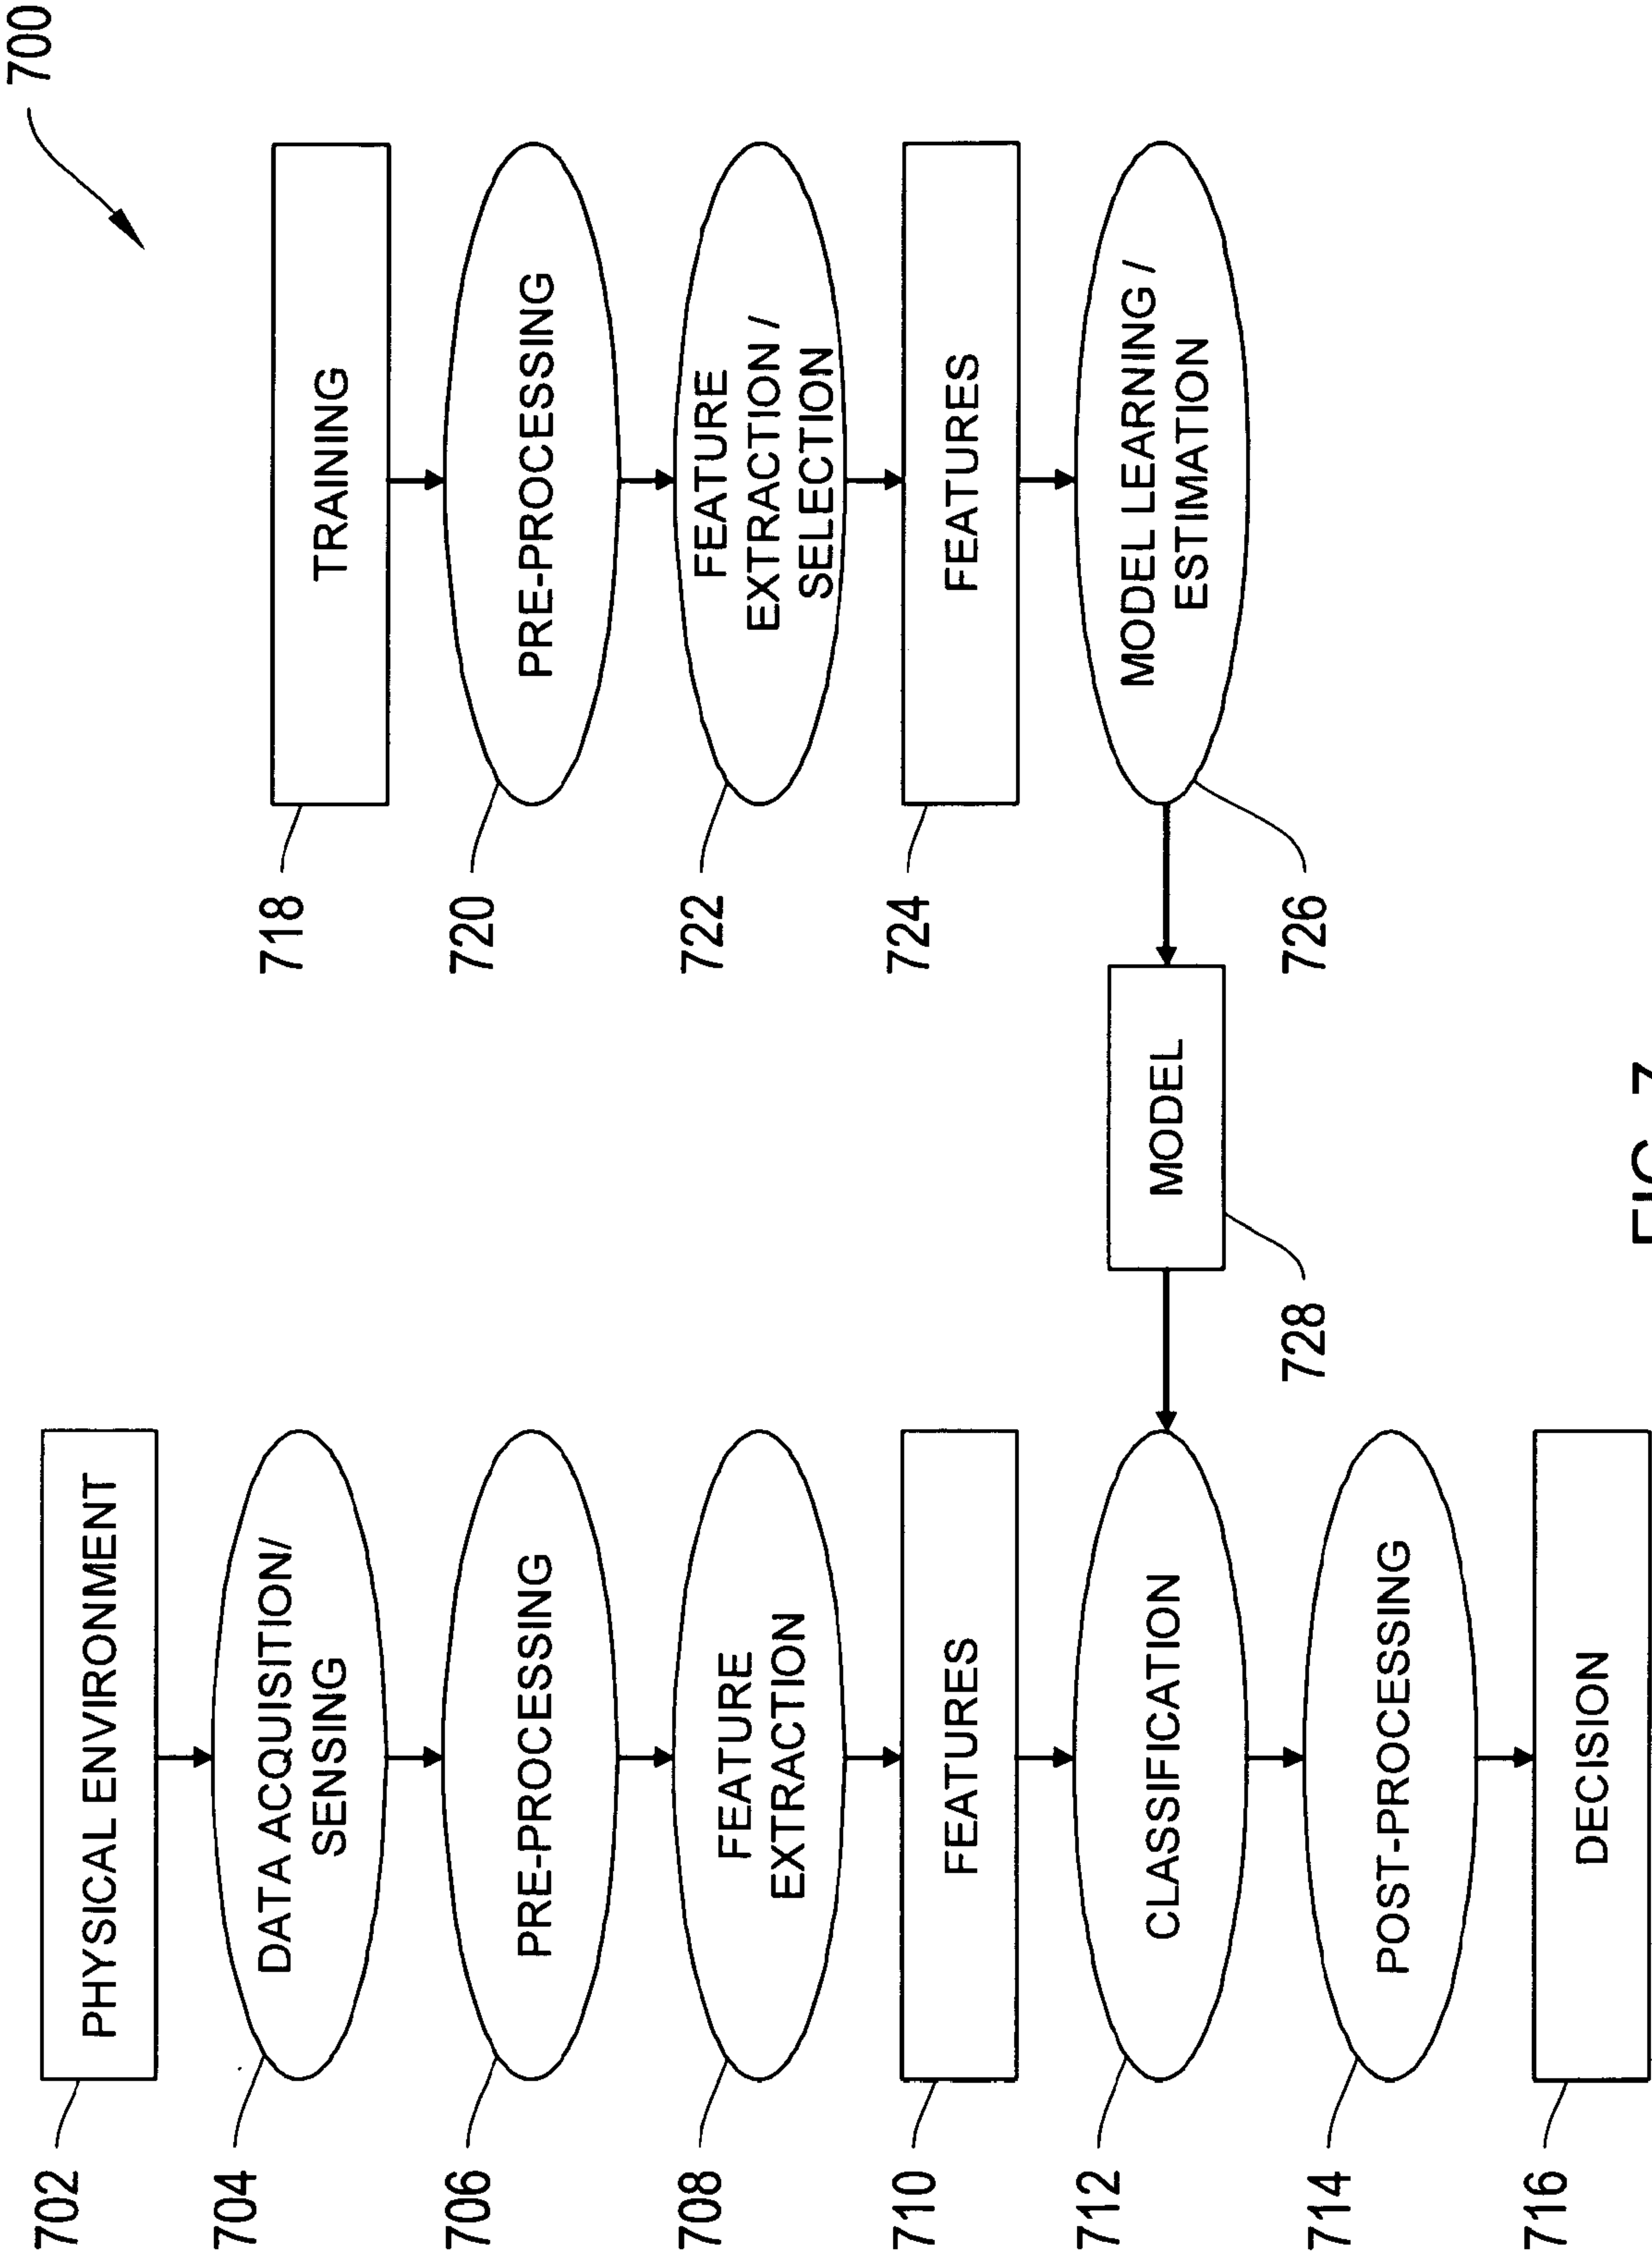 700
702
PHYSICAL ENVIRONMENT
704
DATA ACQUISITION/
SENSING
706
PRE-PROCESSING
708
FEATURE
EXTRACTION
710
FEATURES
712
CLASSIFICATION
714
POST-PROCESSING
716
DECISION
718
TRAINING
720
PRE-PROCESSING
722
FEATURE
EXTRACTION /
SELECTION
724
FEATURES
726
MODEL LEARNING /
ESTIMATION
728
MODEL
FIG. 7